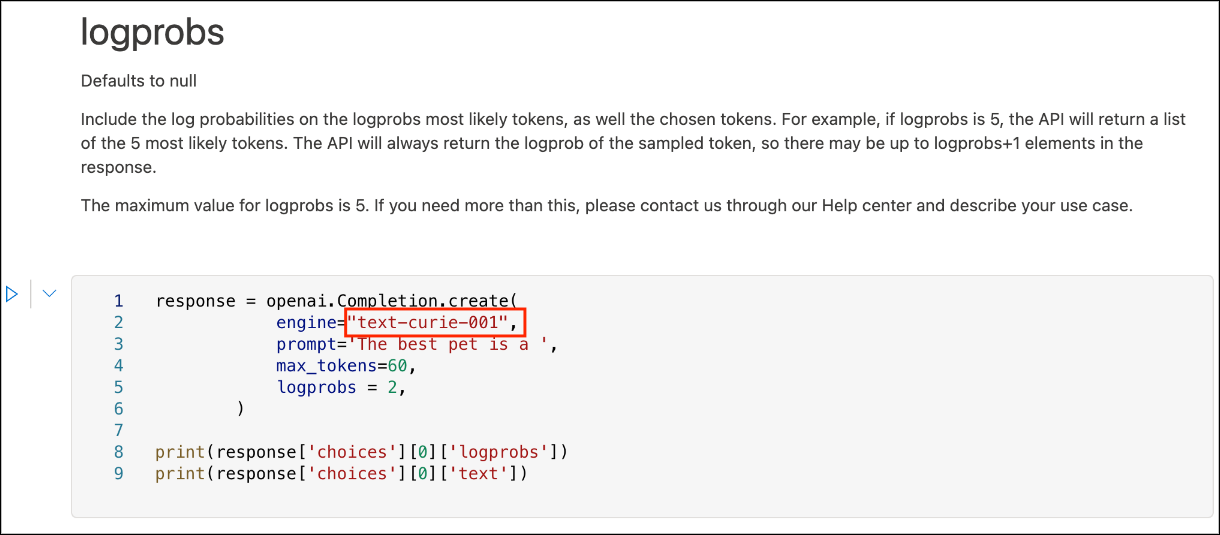 logprobs
Defaults to null
Include the log probabilities on the logprobs most likely tokens, as well the chosen tokens. For example, if logprobs is 5, the API will return a list
of the 5 most likely tokens. The API will always return the logprob of the sampled token, so there may be up to logprobs+1 elements in the
response.
The maximum value for logprobs is 5. If you need more than this, please contact us through our Help center and describe your use case.
1 response = openai.Completion.create(
2 engine="text-curie-001",
3 prompt='The best pet is a ',
4 max_tokens=60,
5 logprobs = 2,
6 )
7
8 print(response['choices'][0]['logprobs'])
9 print(response['choices'][0]['text'])